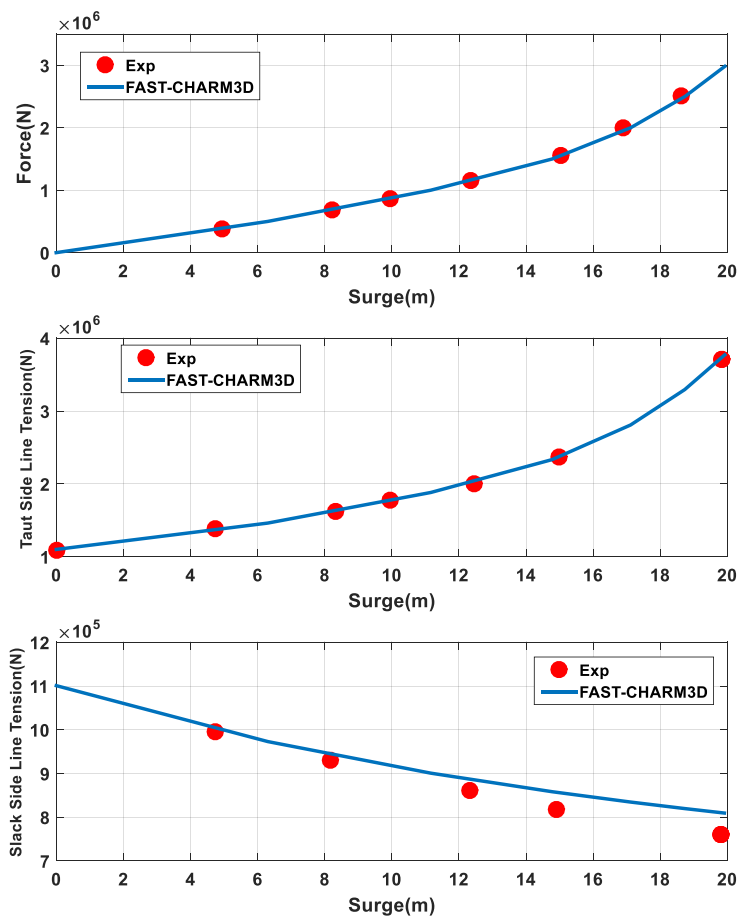 ×10^6
Force(N)
3
2
1
0
Exp
FAST-CHARM3D
0 2 4 6 8 10 12 14 16 18 20
Surge(m)
×10^6
Taut Side Line Tension(N)
4
3
2
1
Exp
FAST-CHARM3D
0 2 4 6 8 10 12 14 16 18 20
Surge(m)
×10^5
Slack Side Line Tension(N)
12
11
10
9
8
7
Exp
FAST-CHARM3D
0 2 4 6 8 10 12 14 16 18 20
Surge(m)